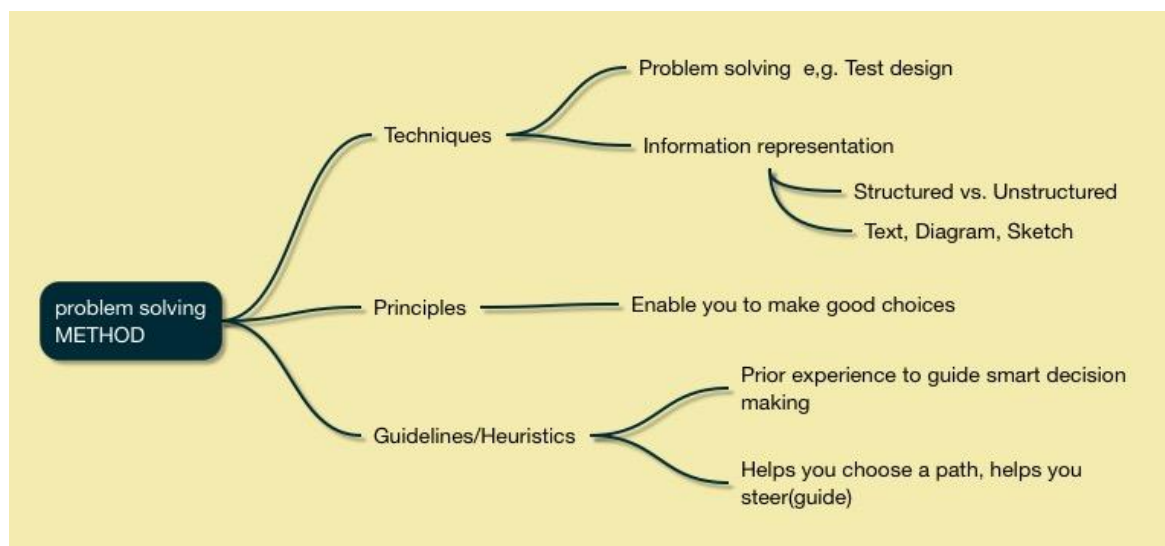 Problem solving  e,g. Test design
Techniques
Information representation
Structured vs. Unstructured
Text, Diagram, Sketch
problem solving
METHOD
Principles
Enable you to make good choices
Prior experience to guide smart decision
making
Guidelines/Heuristics
Helps you choose a path, helps you
steer(guide)